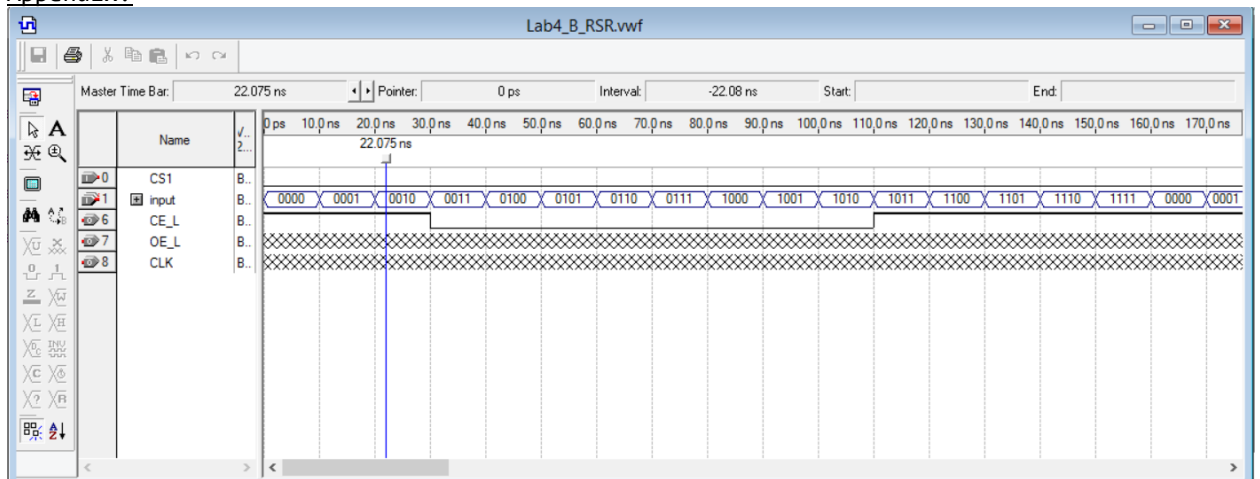 Lab4_B_RSR.vwf
Master Time Bar: 22.075 ns Pointer: 0 ps Interval: -22.08 ns Start: End:
Name
0 ps 10.0 ns 20.0 ns 30.0 ns 40.0 ns 50.0 ns 60.0 ns 70.0 ns 80.0 ns 90.0 ns 100.0 ns 110.0 ns 120.0 ns 130.0 ns 140.0 ns 150.0 ns 160.0 ns 170.0 ns
22.075 ns
0 CS1 B..
1 input B.. 0000 0001 0010 0011 0100 0101 0110 0111 1000 1001 1010 1011 1100 1101 1110 1111 0000 0001
6 CE_L B..
7 OE_L B..
8 CLK B..